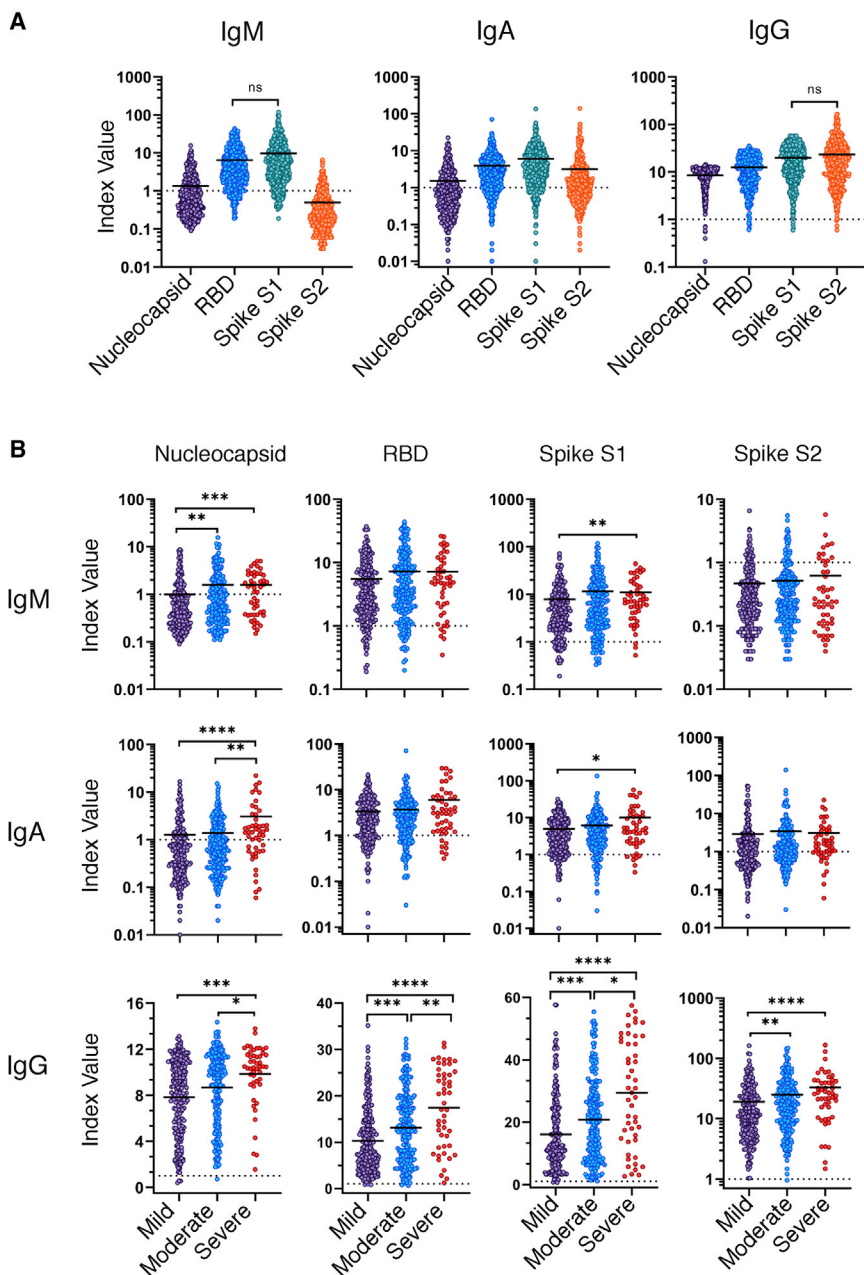 A
IgM
IgA
IgG
Index Value
1000
100
10
1
0.1
0.01
ns
Nucleocapsid
RBD
Spike S1
Spike S2
1000
100
10
1
0.1
0.01
Nucleocapsid
RBD
Spike S1
Spike S2
1000
100
10
1
0.1
ns
Nucleocapsid
RBD
Spike S1
Spike S2
B
Nucleocapsid
RBD
Spike S1
Spike S2
IgM
Index Value
100
10
1
0.1
0.01
***
**
100
10
1
0.1
1000
100
10
1
0.1
**
10
1
0.1
0.01
IgA
Index Value
100
10
1
0.1
0.01
****
**
100
10
1
0.1
0.01
1000
100
10
1
0.1
0.01
*
1000
100
10
1
0.1
0.01
IgG
Index Value
16
12
8
4
0
***
*
Mild
Moderate
Severe
40
30
20
10
0
****
***
**
Mild
Moderate
Severe
60
40
20
0
****
***
*
Mild
Moderate
Severe
1000
100
10
1
****
**
Mild
Moderate
Severe